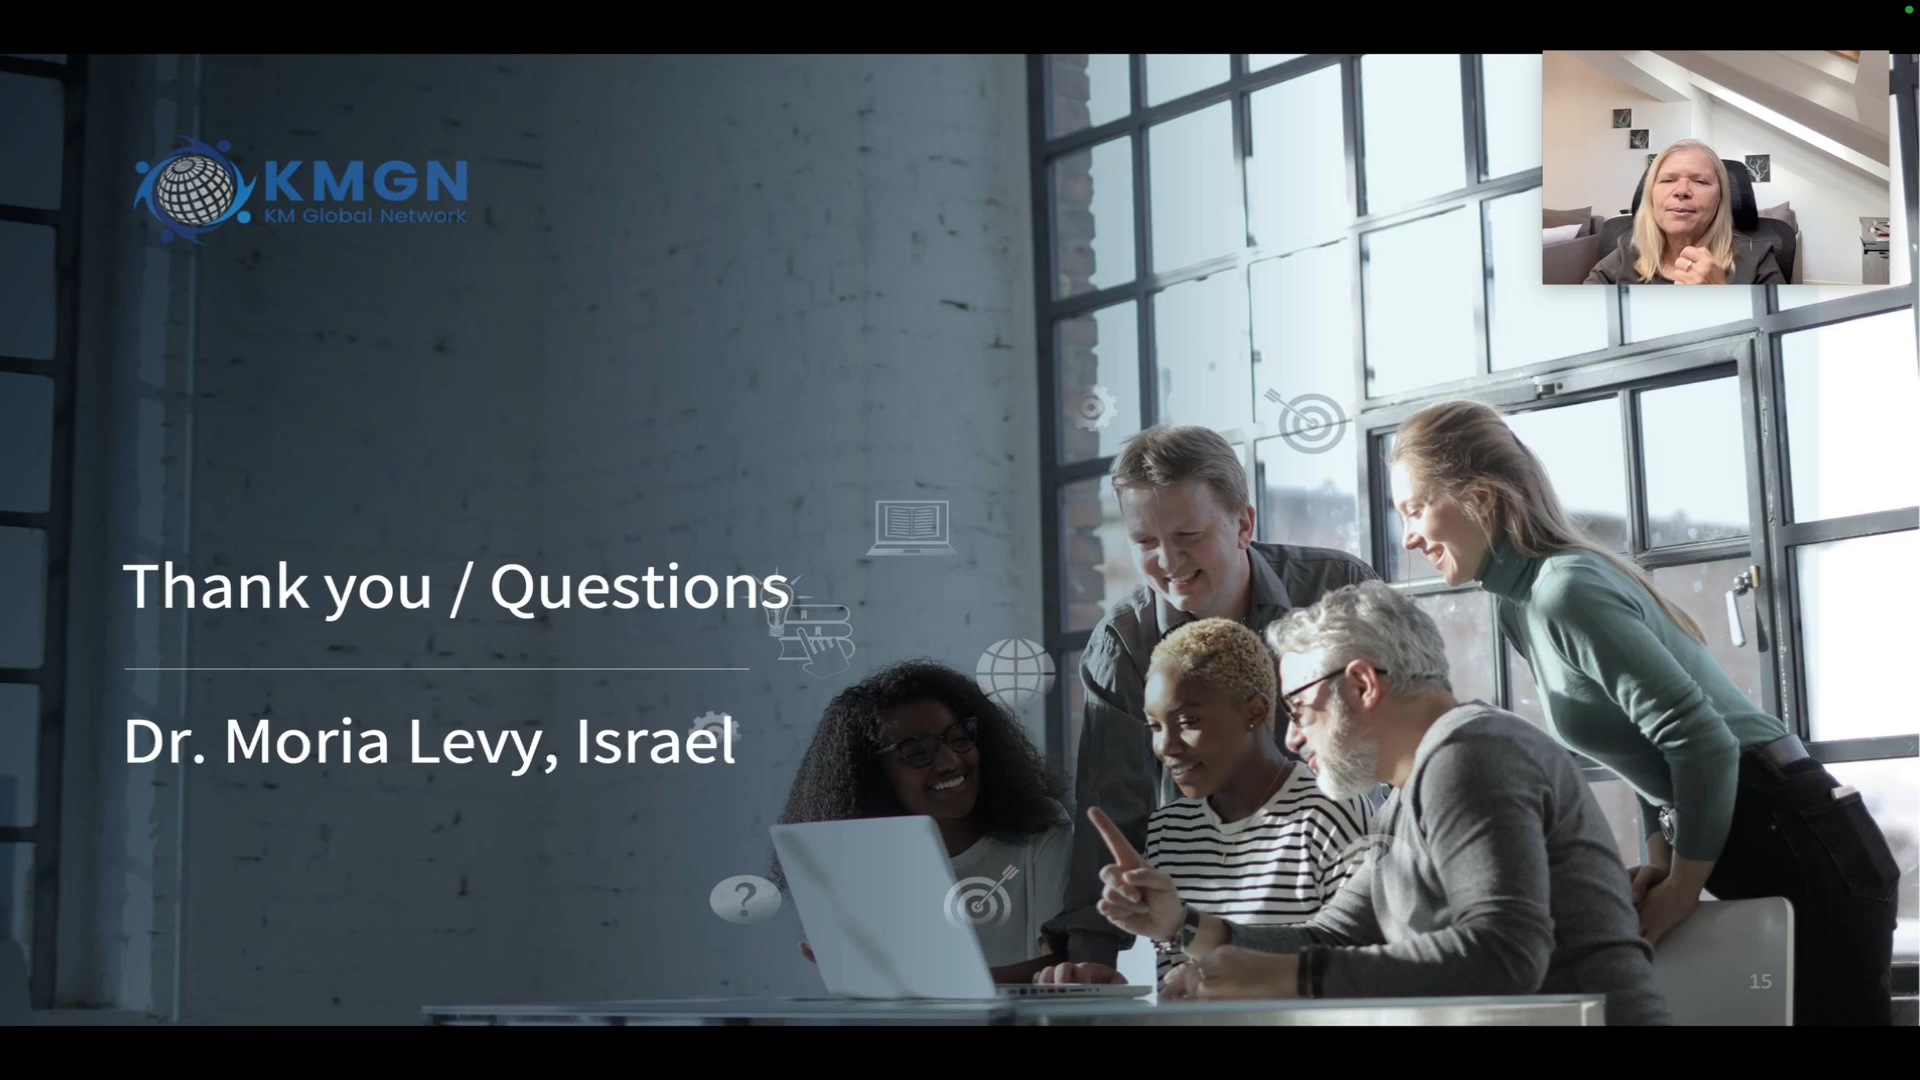 KMGN
KM Global Network
Thank you / Questions
Dr. Moria Levy, Israel
?
15